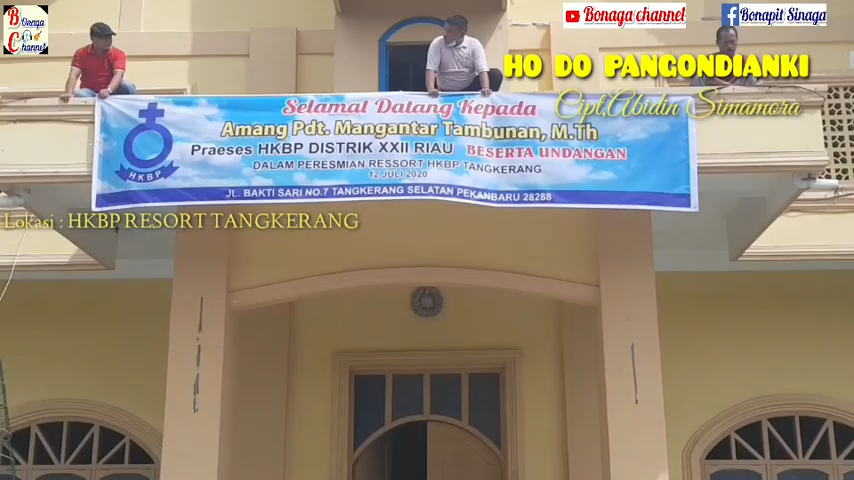 Bonaga
Channel
Bonaga channel
Bonapit Sinaga
HO DO PANGONDIANKI
Cipt,Abidin Simamora
Selamat Datang Kepada
Amang Pdt. Mangantar Tambunan, M.Th
Praeses HKBP DISTRIK XXII RIAU BESERTA UNDANGAN
DALAM PERESMIAN RESSORT HKBP TANGKERANG
12 JULI 2020
JL. BAKTI SARI NO.7 TANGKERANG SELATAN PEKANBARU 28288
HKBP
Lokasi : HKBP RESORT TANGKERANG